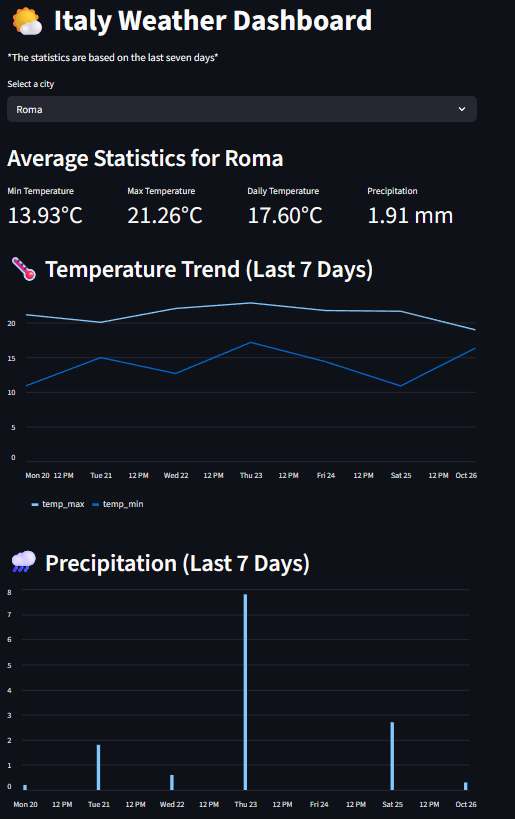 Italy Weather Dashboard
*The statistics are based on the last seven days*
Select a city
Roma
Average Statistics for Roma
Min Temperature Max Temperature Daily Temperature Precipitation
13.93°C 21.26°C 17.60°C 1.91 mm
Temperature Trend (Last 7 Days)
20
15
10
5
0
Mon 20 12 PM Tue 21 12 PM Wed 22 12 PM Thu 23 12 PM Fri 24 12 PM Sat 25 12 PM Oct 26
temp_max temp_min
Precipitation (Last 7 Days)
8
7
6
5
4
3
2
1
0
Mon 20 12 PM Tue 21 12 PM Wed 22 12 PM Thu 23 12 PM Fri 24 12 PM Sat 25 12 PM Oct 26